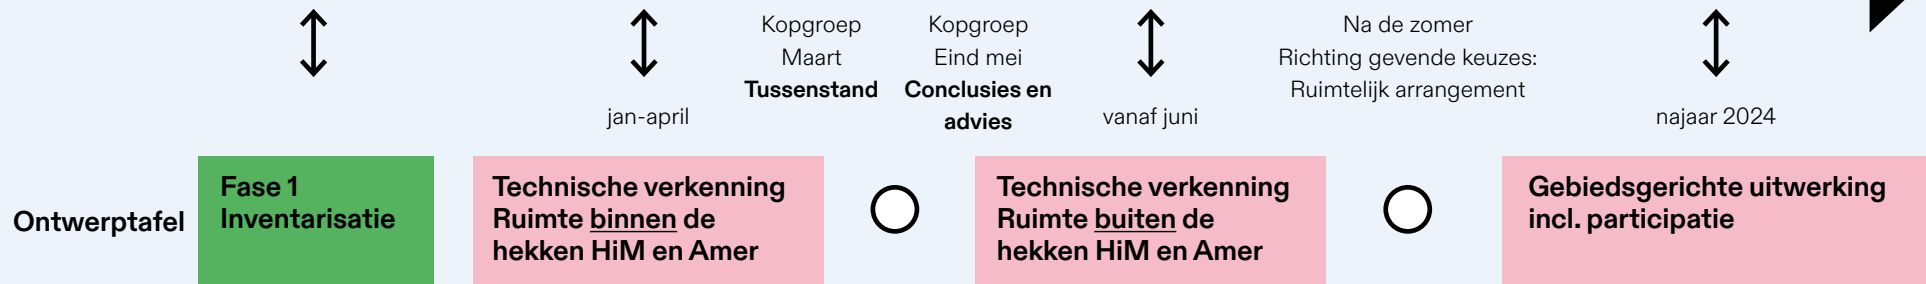 Kopgroep
Maart
Tussenstand
Kopgroep
Eind mei
Conclusies en
advies
Na de zomer
Richting gevende keuzes:
Ruimtelijk arrangement
jan-april
vanaf juni
najaar 2024
Ontwerptafel
Fase 1
Inventarisatie
Technische verkenning
Ruimte binnen de
hekken HiM en Amer
Technische verkenning
Ruimte buiten de
hekken HiM en Amer
Gebiedsgerichte uitwerking
incl. participatie